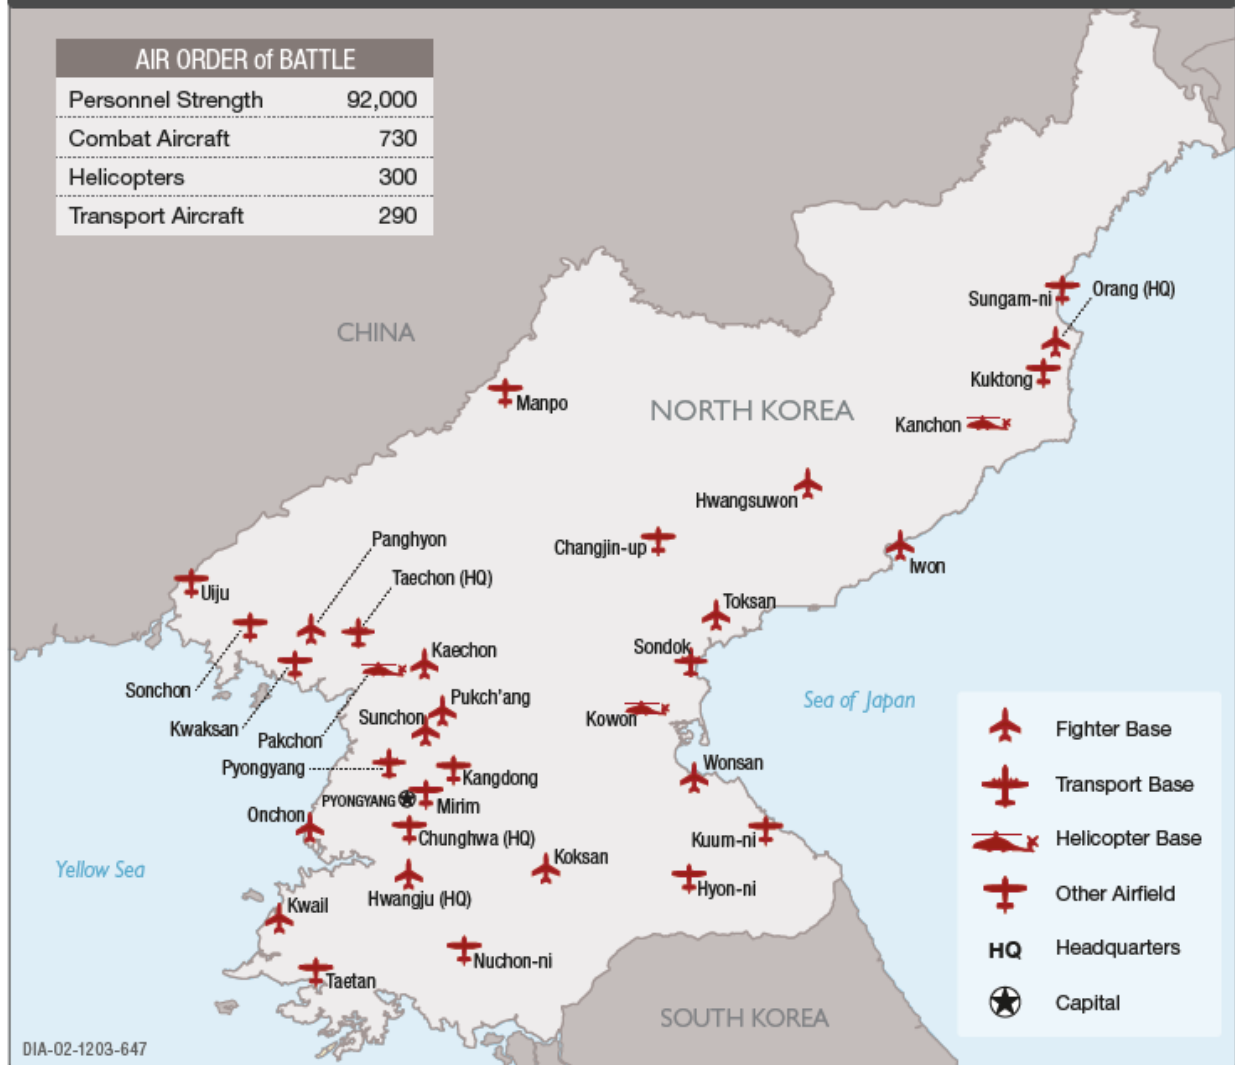 AIR ORDER of BATTLE
Personnel Strength 92,000
Combat Aircraft 730
Helicopters 300
Transport Aircraft 290
CHINA
NORTH KOREA
Sungam-ni
Orang (HQ)
Kuktong
Kanchon
Manpo
Hwangsuwon
Changjin-up
Iwon
Panghyon
Taechon (HQ)
Uiju
Toksan
Kaechon
Sondok
Sonchon
Kwaksan
Pakchon
Pukch'ang
Sunchon
Kowon
Sea of Japan
Pyongyang
Kangdong
Wonsan
PYONGYANG
Mirim
Onchon
Chunghwa (HQ)
Kuum-ni
Yellow Sea
Koksan
Hyon-ni
Hwangju (HQ)
Kwail
Nuchon-ni
Taetan
SOUTH KOREA
Fighter Base
Transport Base
Helicopter Base
Other Airfield
HQ Headquarters
Capital
DIA-02-1203-647